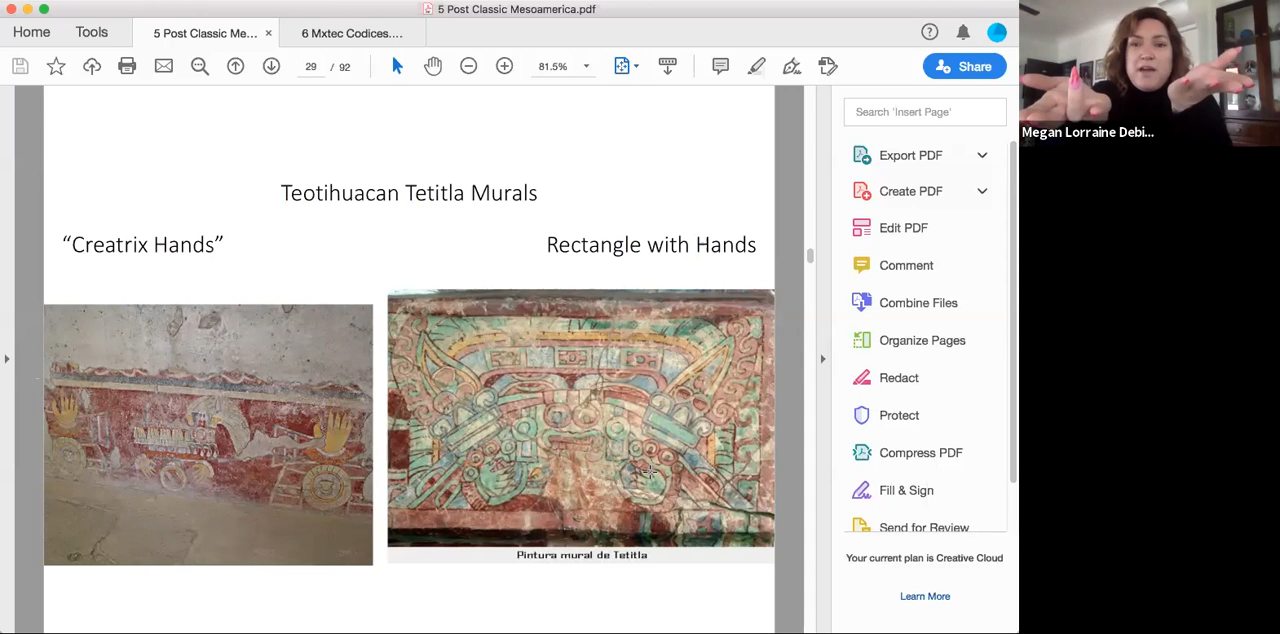 5 Post Classic Mesoamerica.pdf
Home
Tools
5 Post Classic Me... ×
6 Mxtec Codices....
29 / 92
81.5%
Share
Teotihuacan Tetitla Murals
“Creatrix Hands”
Rectangle with Hands
Pintura mural de Tetitla
Search 'Insert Page'
Export PDF
Create PDF
Edit PDF
Comment
Combine Files
Organize Pages
Redact
Protect
Compress PDF
Fill & Sign
Send for Review
Your current plan is Creative Cloud
Learn More
Megan Lorraine Debi...